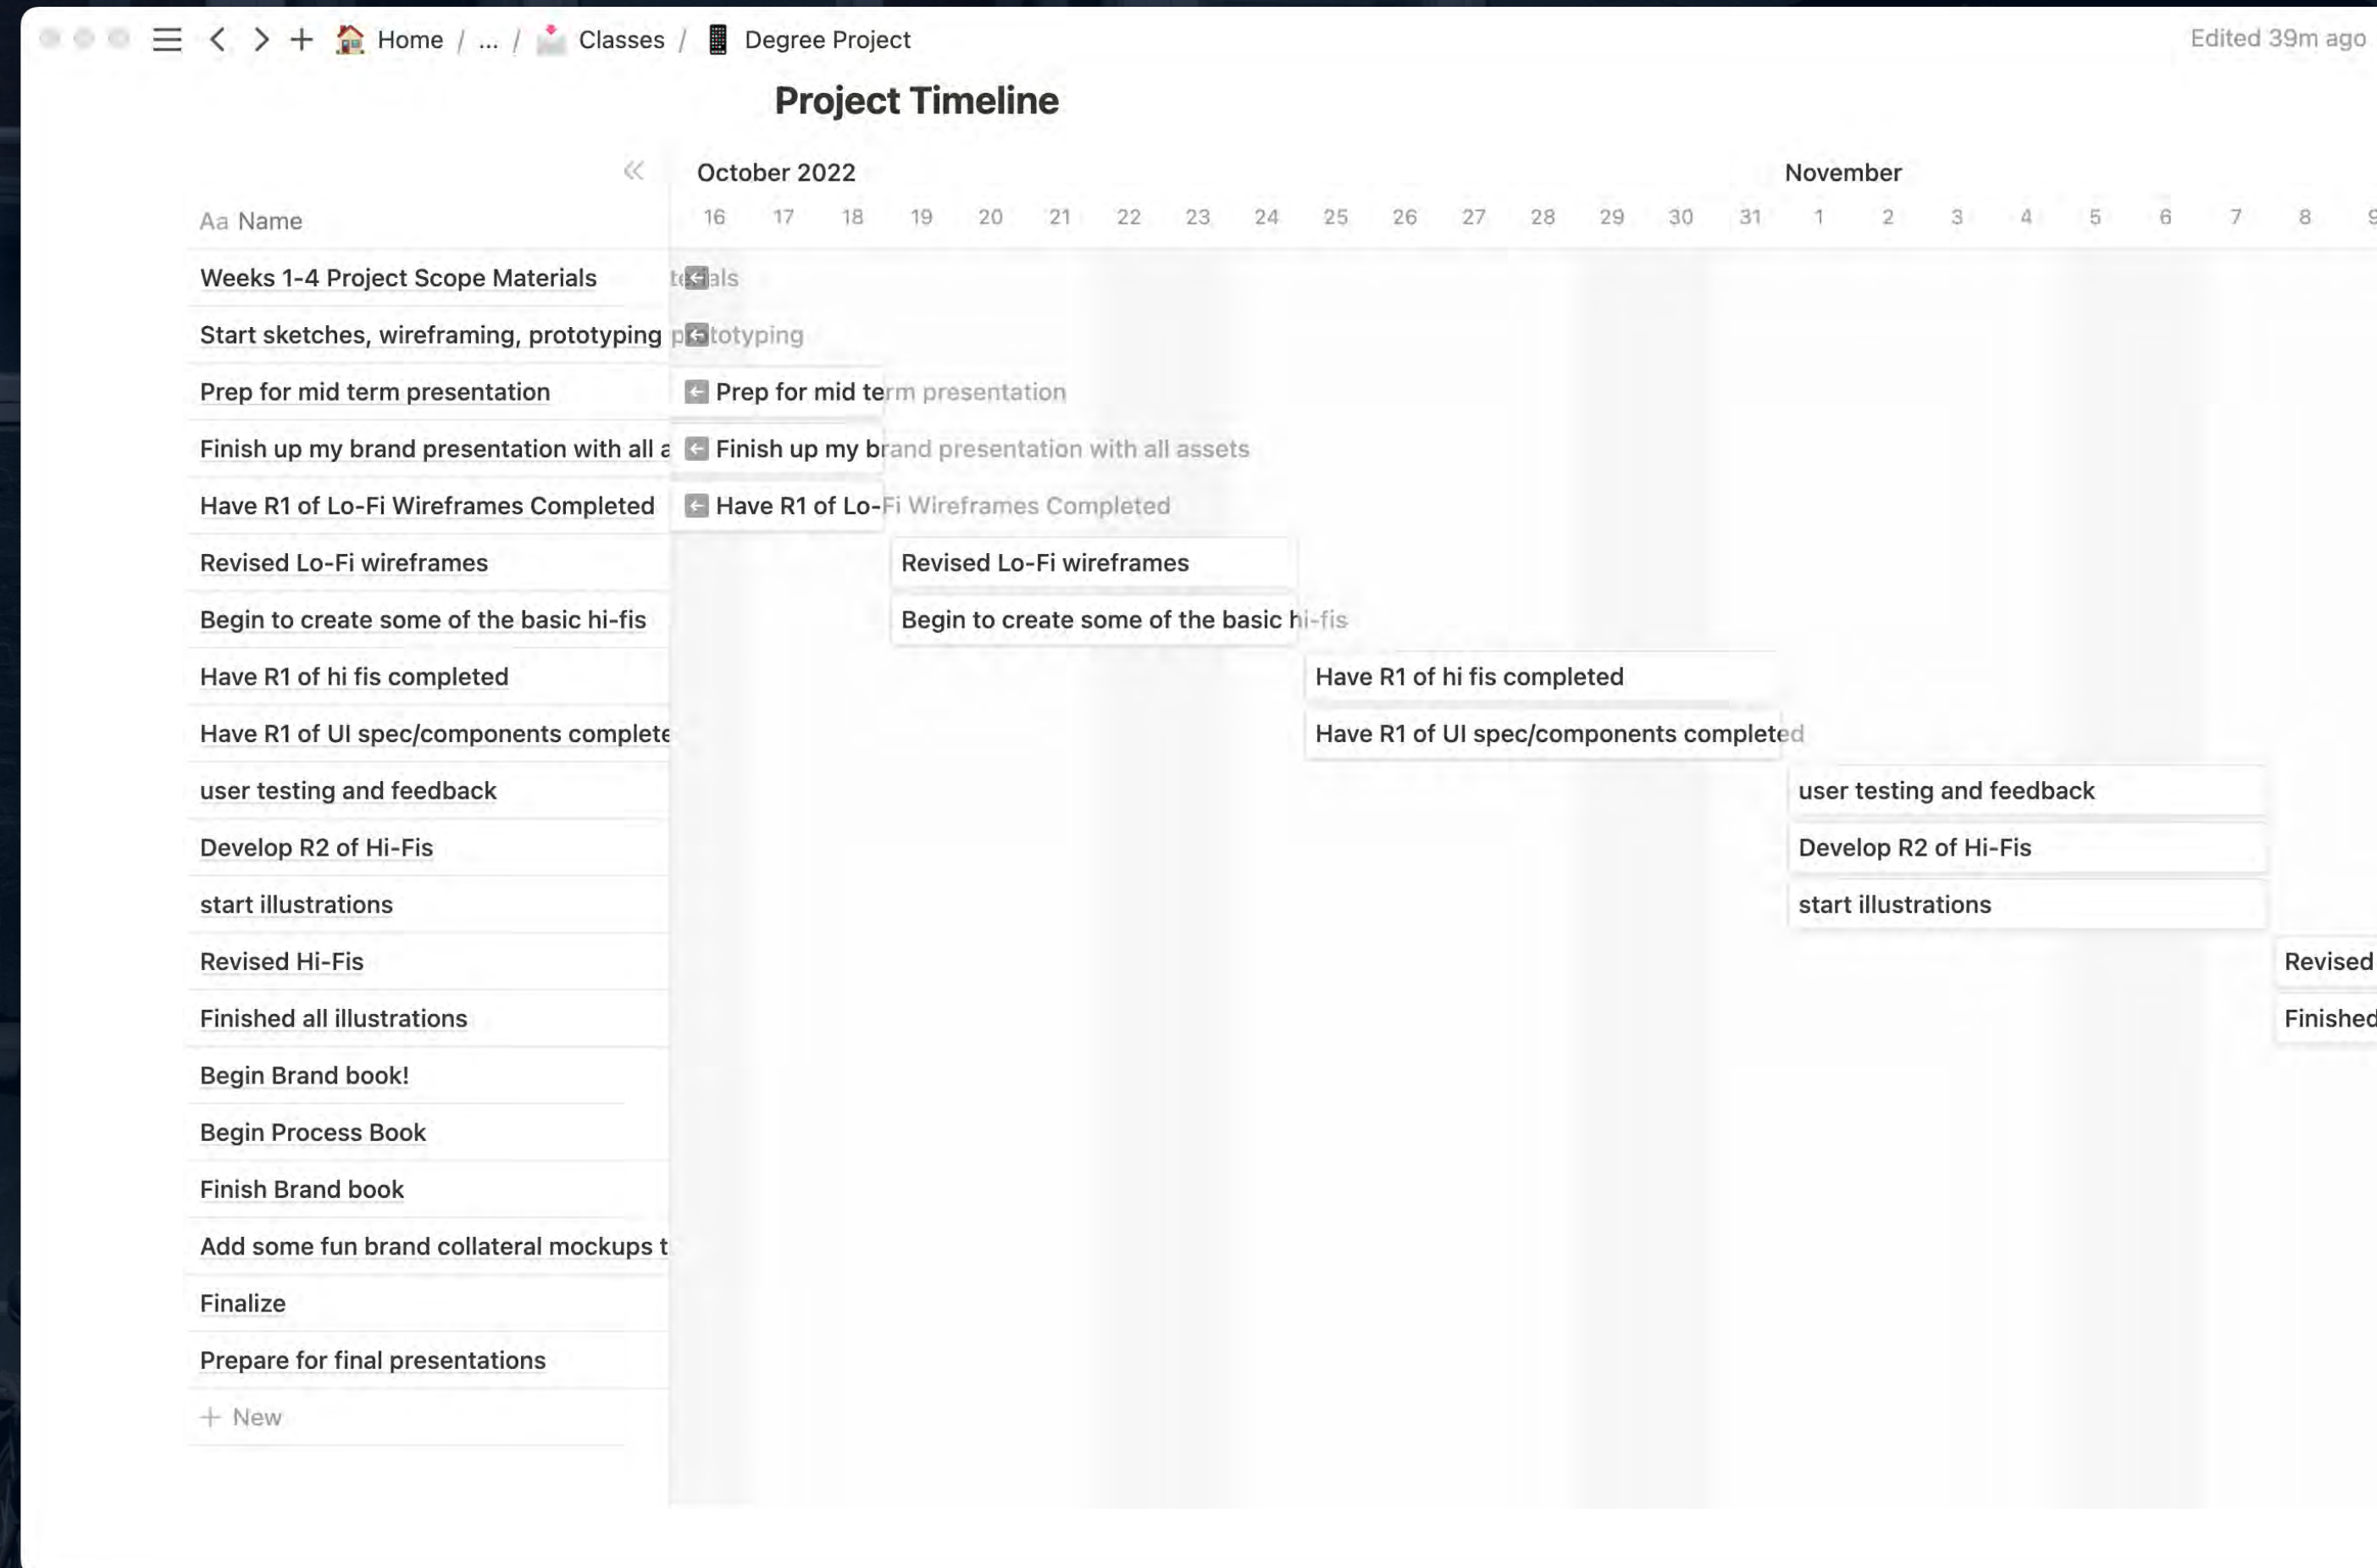 Home / ... / Classes / Degree Project
Edited 39m ago
Project Timeline
October 2022 November
Aa Name
16 17 18 19 20 21 22 23 24 25 26 27 28 29 30 31 1 2 3 4 5 6 7 8 9
Weeks 1-4 Project Scope Materials
Start sketches, wireframing, prototyping
Prep for mid term presentation Prep for mid term presentation
Finish up my brand presentation with all a Finish up my brand presentation with all assets
Have R1 of Lo-Fi Wireframes Completed Have R1 of Lo-Fi Wireframes Completed
Revised Lo-Fi wireframes Revised Lo-Fi wireframes
Begin to create some of the basic hi-fis Begin to create some of the basic hi-fis
Have R1 of hi fis completed Have R1 of hi fis completed
Have R1 of UI spec/components complete Have R1 of UI spec/components completed
user testing and feedback user testing and feedback
Develop R2 of Hi-Fis Develop R2 of Hi-Fis
start illustrations start illustrations
Revised Hi-Fis Revised
Finished all illustrations Finished
Begin Brand book!
Begin Process Book
Finish Brand book
Add some fun brand collateral mockups t
Finalize
Prepare for final presentations
+ New